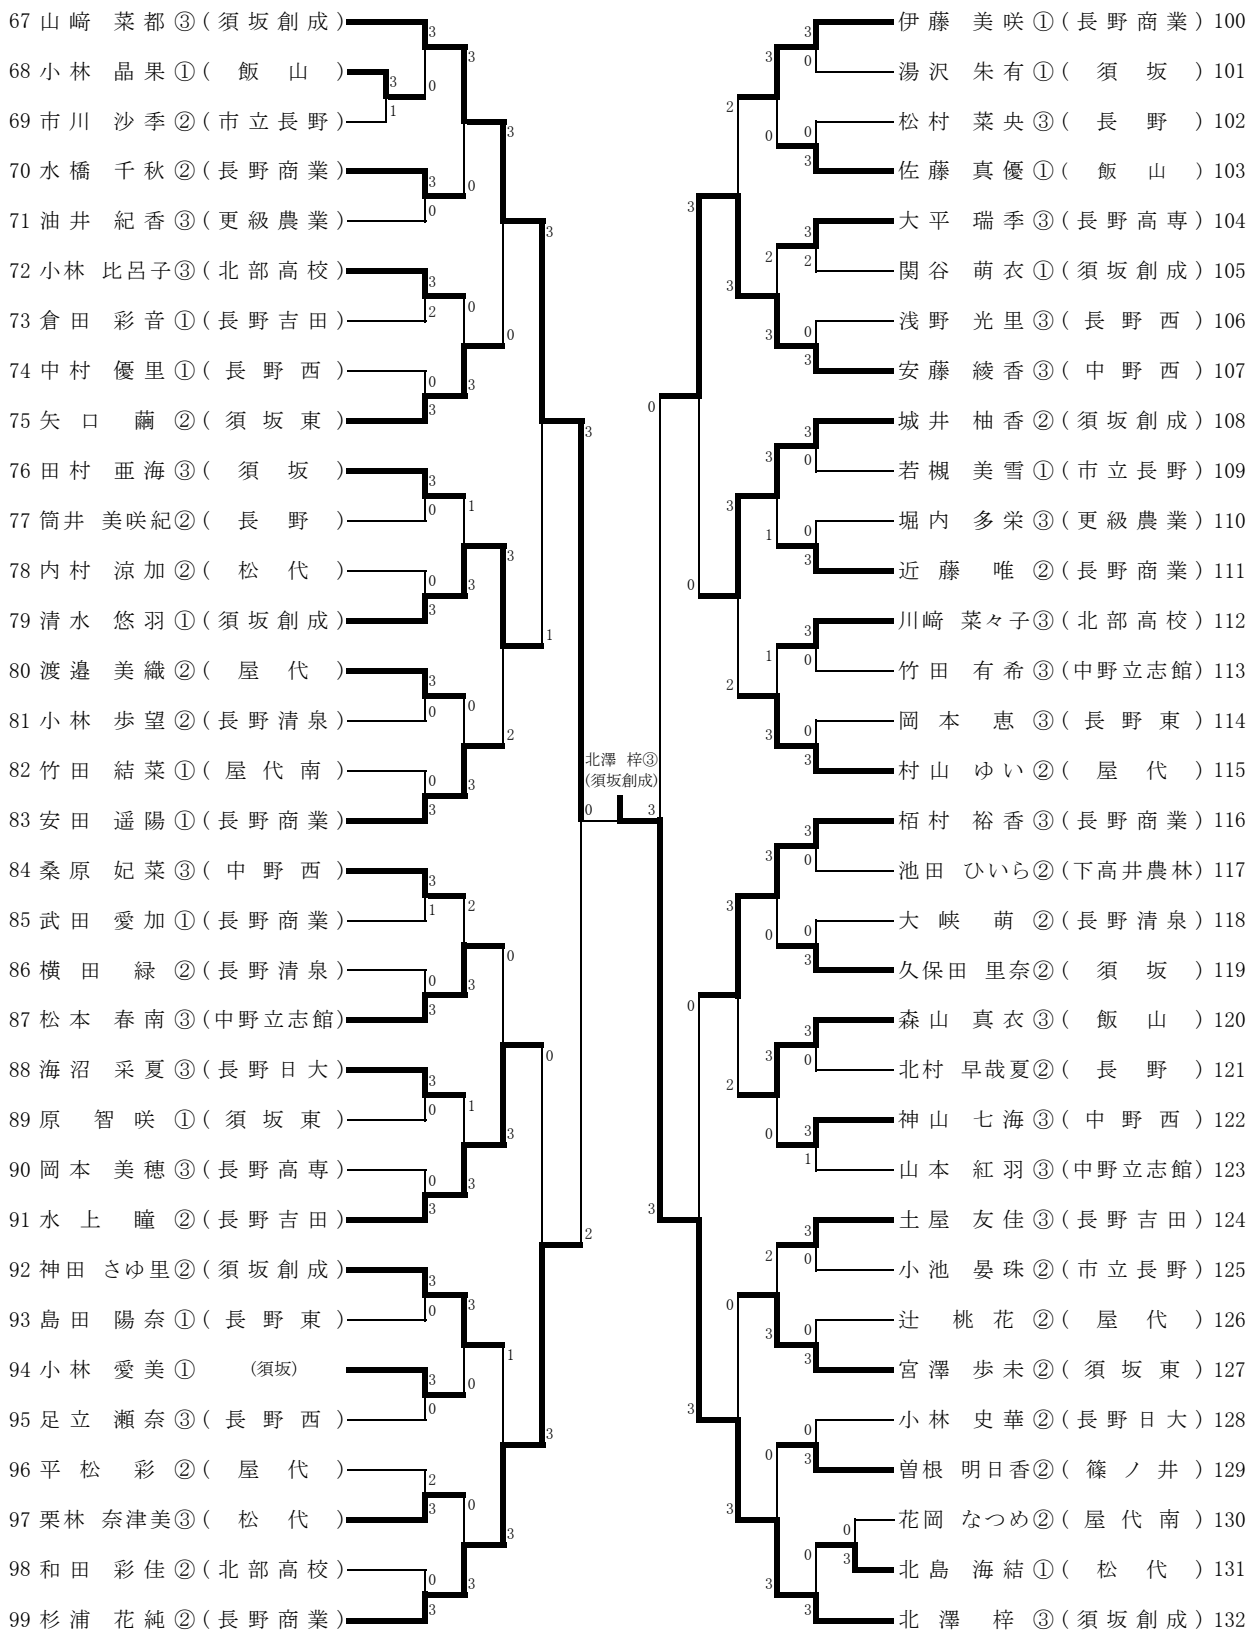 67 山﨑 菜都 ③ (須坂創成)
68 小林 晶果 ① (飯山)
69 市川 沙季 ② (市立長野)
70 水橋 千秋 ② (長野商業)
71 油井 紀香 ③ (更級農業)
72 小林 比呂子 ③ (北部高校)
73 倉田 彩音 ① (長野吉田)
74 中村 優里 ① (長野西)
75 矢口 繭 ② (須坂東)
76 田村 亜海 ③ (須坂)
77 筒井 美咲紀 ② (長野)
78 内村 涼加 ② (松代)
79 清水 悠羽 ① (須坂創成)
80 渡邉 美織 ② (屋代)
81 小林 歩望 ② (長野清泉)
82 竹田 結菜 ① (屋代南)
83 安田 遥陽 ① (長野商業)
84 桑原 妃菜 ③ (中野西)
85 武田 愛加 ① (長野商業)
86 横田 緑 ② (長野清泉)
87 松本 春南 ③ (中野立志館)
88 海沼 采夏 ③ (長野日大)
89 原 智咲 ① (須坂東)
90 岡本 美穂 ③ (長野高専)
91 水上 瞳 ② (長野吉田)
92 神田 さゆ里 ② (須坂創成)
93 島田 陽奈 ① (長野東)
94 小林 愛美 ① (須坂)
95 足立 瀬奈 ③ (長野西)
96 平松 彩 ② (屋代)
97 栗林 奈津美 ③ (松代)
98 和田 彩佳 ② (北部高校)
99 杉浦 花純 ② (長野商業)
北澤 梓③
(須坂創成)
伊藤 美咲 ① (長野商業) 100
湯沢 朱有 ① (須坂) 101
松村 菜央 ③ (長野) 102
佐藤 真優 ① (飯山) 103
大平 瑞季 ③ (長野高専) 104
関谷 萌衣 ① (須坂創成) 105
浅野 光里 ③ (長野西) 106
安藤 綾香 ③ (中野西) 107
城井 柚香 ② (須坂創成) 108
若槻 美雪 ① (市立長野) 109
堀内 多栄 ③ (更級農業) 110
近藤 唯 ② (長野商業) 111
川﨑 菜々子 ③ (北部高校) 112
竹田 有希 ③ (中野立志館) 113
岡本 恵 ③ (長野東) 114
村山 ゆい ② (屋代) 115
栢村 裕香 ③ (長野商業) 116
池田 ひいら ② (下高井農林) 117
大峡 萌 ② (長野清泉) 118
久保田 里奈 ② (須坂) 119
森山 真衣 ③ (飯山) 120
北村 早哉夏 ② (長野) 121
神山 七海 ③ (中野西) 122
山本 紅羽 ③ (中野立志館) 123
土屋 友佳 ③ (長野吉田) 124
小池 晏珠 ② (市立長野) 125
辻 桃花 ② (屋代) 126
宮澤 歩未 ② (須坂東) 127
小林 史華 ② (長野日大) 128
曽根 明日香 ② (篠ノ井) 129
花岡 なつめ ② (屋代南) 130
北島 海結 ① (松代) 131
北澤 梓 ③ (須坂創成) 132